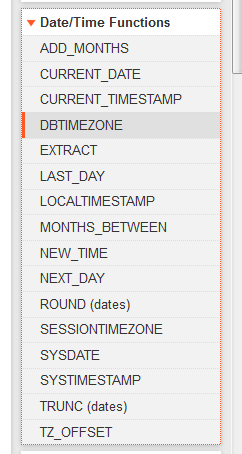 Date/Time Functions
ADD_MONTHS
CURRENT_DATE
CURRENT_TIMESTAMP
DBTIMEZONE
EXTRACT
LAST_DAY
LOCALTIMESTAMP
MONTHS_BETWEEN
NEW_TIME
NEXT_DAY
ROUND (dates)
SESSIONTIMEZONE
SYSDATE
SYSTIMESTAMP
TRUNC (dates)
TZ_OFFSET